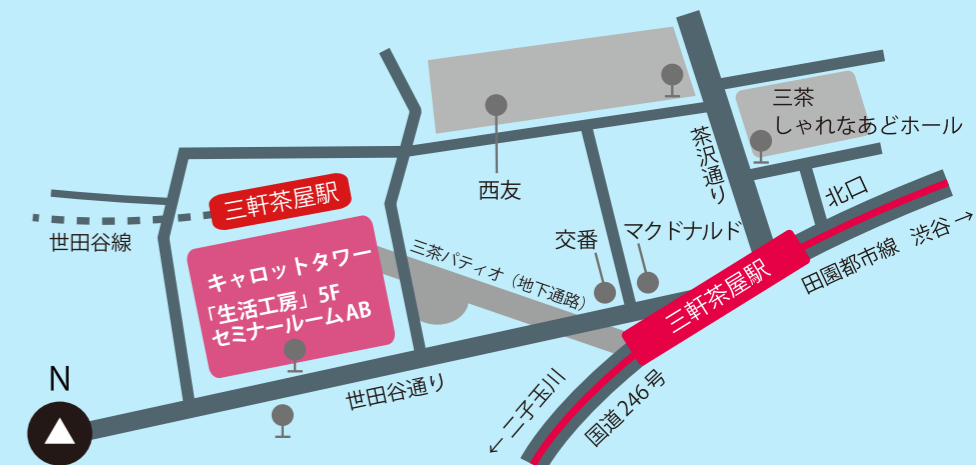 三茶
しゃれなあどホール
茶沢通り
西友
北口
三軒茶屋駅
世田谷線
キャロットタワー
「生活工房」5F
セミナールームAB
三茶パティオ（地下通路）
交番
マクドナルド
三軒茶屋駅
田園都市線 渋谷→
世田谷通り
←二子玉川
国道246号
N